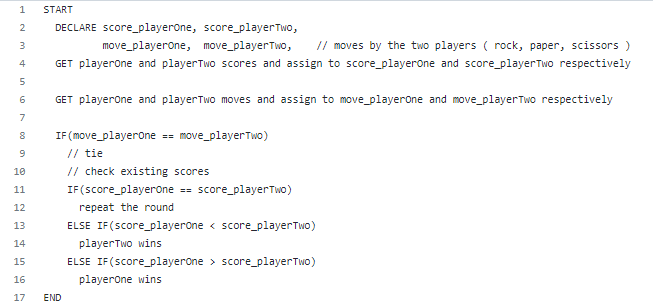 1 START
2 DECLARE score_playerOne, score_playerTwo,
3 move_playerOne, move_playerTwo, // moves by the two players ( rock, paper, scissors )
4 GET playerOne and playerTwo scores and assign to score_playerOne and score_playerTwo respectively
5
6 GET playerOne and playerTwo moves and assign to move_playerOne and move_playerTwo respectively
7
8 IF(move_playerOne == move_playerTwo)
9 // tie
10 // check existing scores
11 IF(score_playerOne == score_playerTwo)
12 repeat the round
13 ELSE IF(score_playerOne < score_playerTwo)
14 playerTwo wins
15 ELSE IF(score_playerOne > score_playerTwo)
16 playerOne wins
17 END